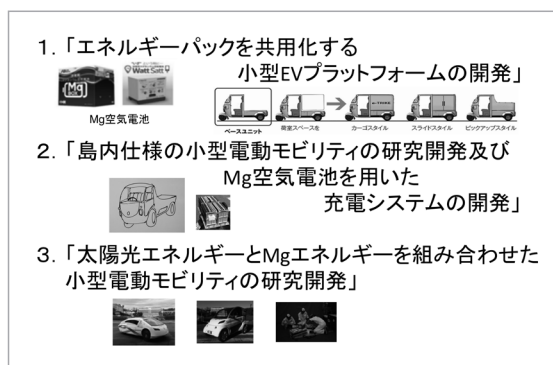 1. 「エネルギーパックを共用化する
小型EVプラットフォームの開発」
Mg
Watt Satt
Mg空気電池
ベースユニット
荷室スペースを
カーゴスタイル
スライドスタイル
ピックアップスタイル
2. 「島内仕様の小型電動モビリティの研究開発及び
Mg空気電池を用いた
充電システムの開発」
3. 「太陽光エネルギーとMgエネルギーを組み合わせた
小型電動モビリティの研究開発」